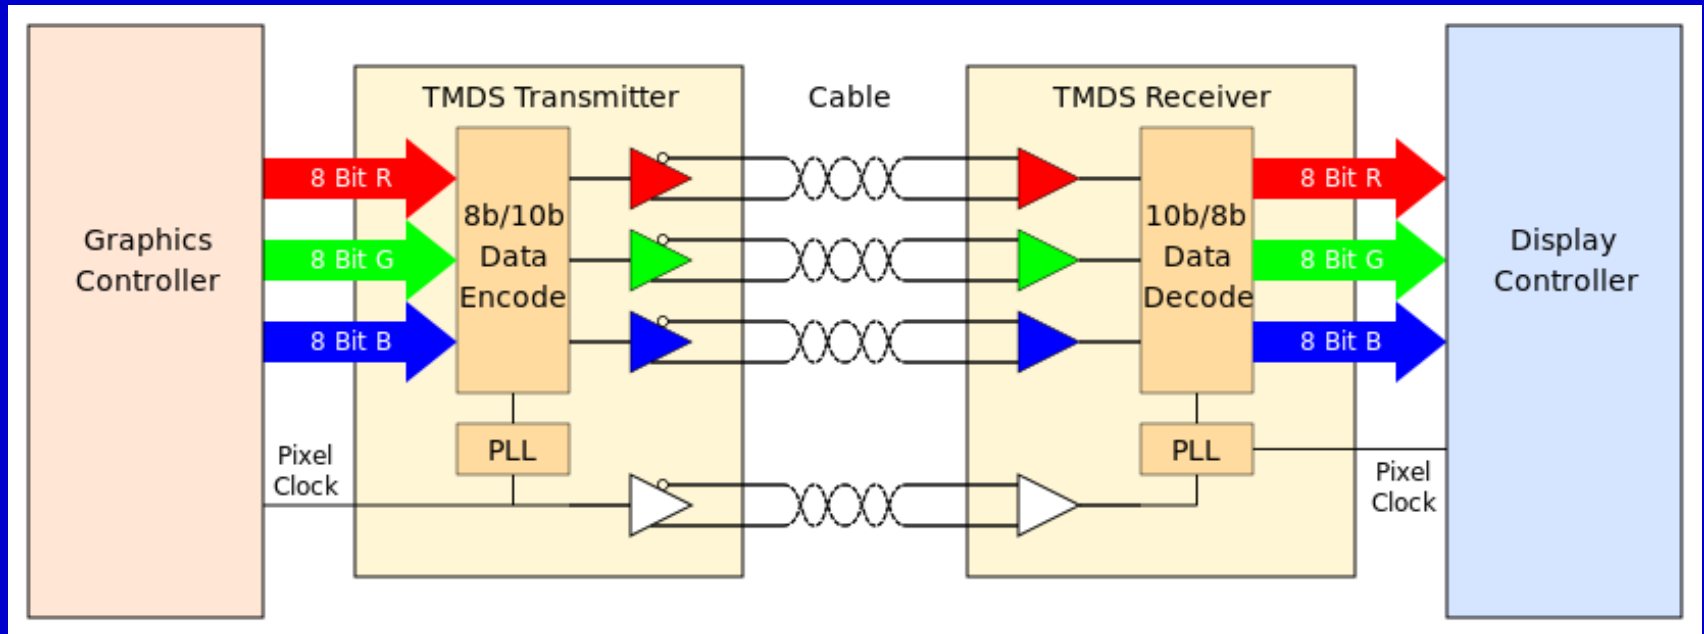 TMDS Transmitter
Cable
TMDS Receiver
8 Bit R
8 Bit G
8 Bit B
Graphics
Controller
8b/10b
Data
Encode
10b/8b
Data
Decode
8 Bit R
8 Bit G
8 Bit B
Display
Controller
Pixel
Clock
PLL
PLL
Pixel
Clock